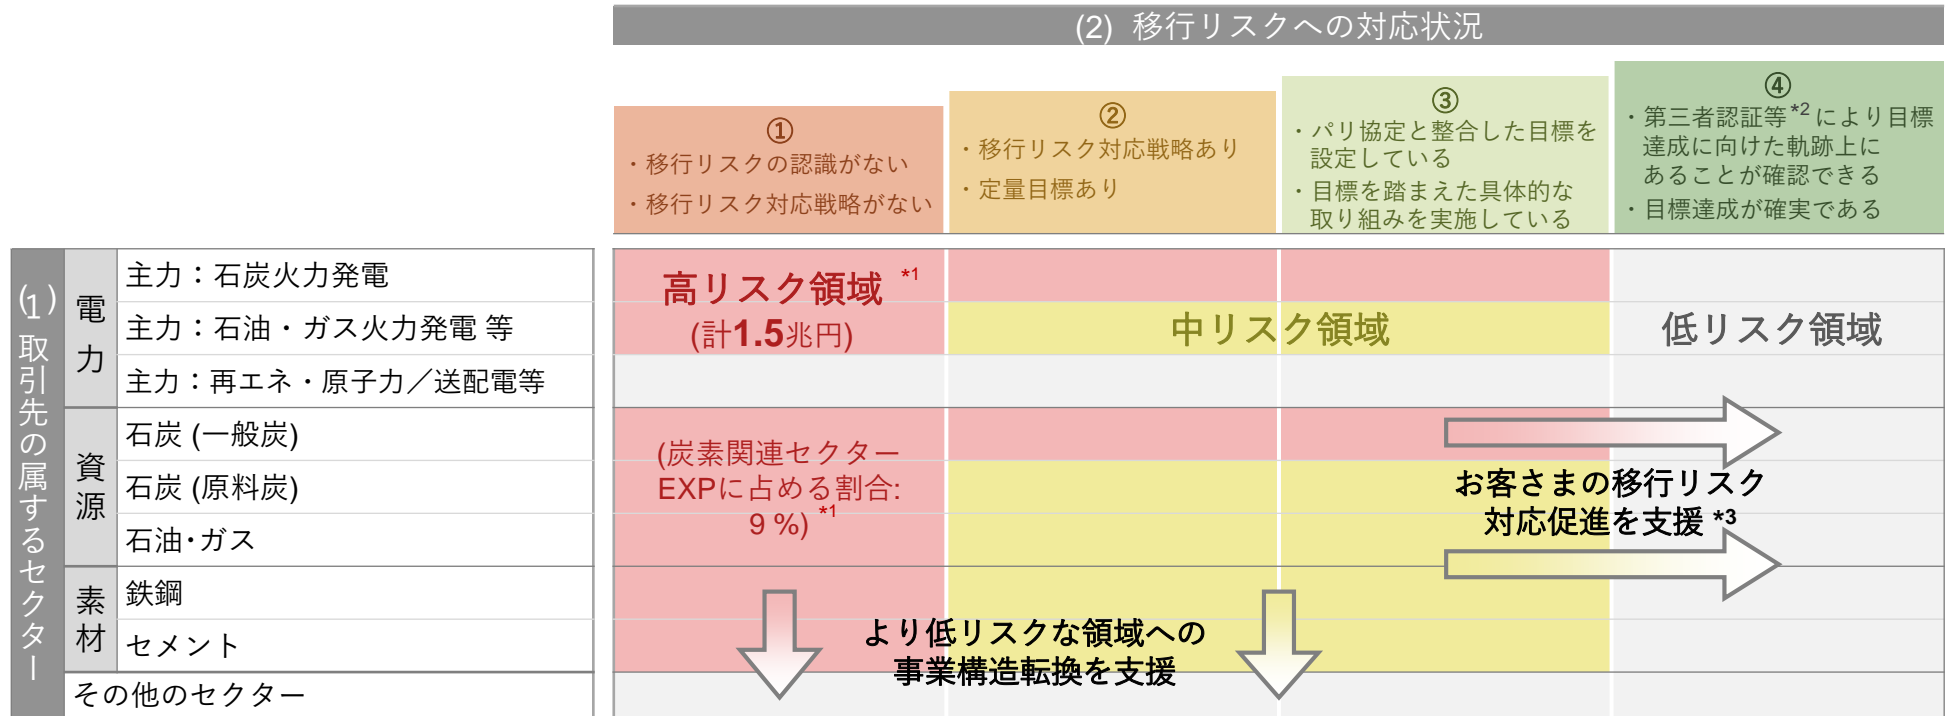 (2) 移行リスクへの対応状況
①
・移行リスクの認識がない
・移行リスク対応戦略がない
②
・移行リスク対応戦略あり
・定量目標あり
③
・パリ協定と整合した目標を
設定している
・目標を踏まえた具体的な
取り組みを実施している
④
・第三者認証等*2により目標
達成に向けた軌跡上に
あることが確認できる
・目標達成が確実である
(1) 取引先の属するセクター
電力
主力：石炭火力発電
主力：石油・ガス火力発電 等
主力：再エネ・原子力／送配電等
資源
石炭 (一般炭)
石炭 (原料炭)
石油・ガス
素材
鉄鋼
セメント
その他のセクター
高リスク領域 *1
(計1.5兆円)
中リスク領域
低リスク領域
(炭素関連セクター
EXPに占める割合:
9 %) *1
お客さまの移行リスク
対応促進を支援 *3
より低リスクな領域への
事業構造転換を支援